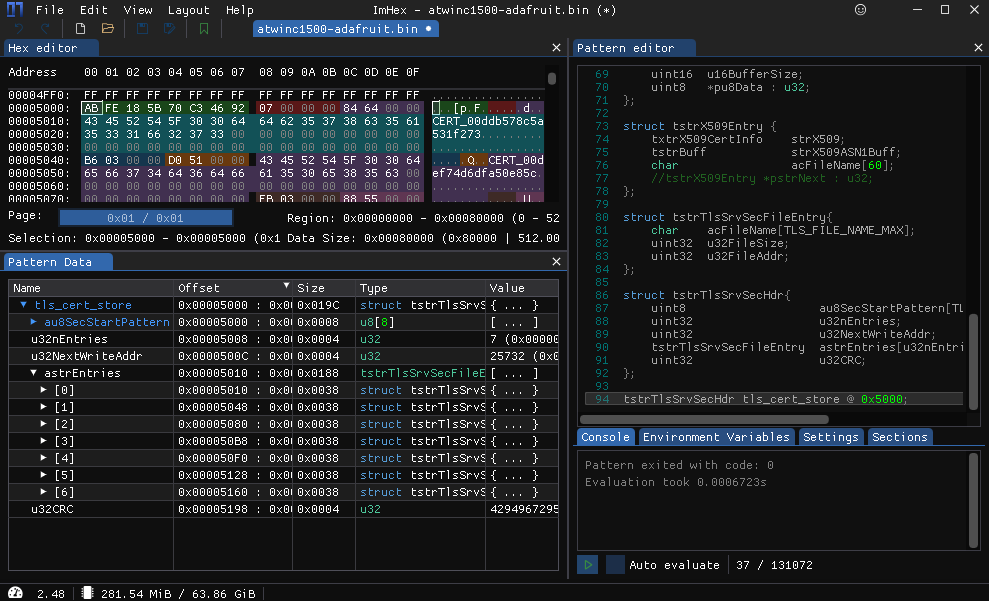 File Edit View Layout Help
ImHex - atwinc1500-adafruit.bin (*)
atwinc1500-adafruit.bin
Hex editor
Address 00 01 02 03 04 05 06 07 08 09 0A 0B 0C 0D 0E 0F
00004FF0: FF FF FF FF FF FF FF FF FF FF FF FF FF FF FF FF ................
00005000: AB FE 18 5B 70 C3 46 92 07 00 00 00 84 64 00 00 ...[p.F......d..
00005010: 43 45 52 54 5F 30 30 64 64 62 35 37 38 63 35 61 CERT_00ddb578c5a
00005020: 35 33 31 66 32 37 33 00 00 00 00 00 00 00 00 00 531f273.........
00005030: 00 00 00 00 00 00 00 00 00 00 00 00 00 00 00 00 ................
00005040: B6 03 00 00 D0 51 00 00 43 45 52 54 5F 30 30 64 .....Q..CERT_00d
00005050: 65 66 37 34 64 36 64 66 61 35 30 65 38 35 63 00 ef74d6dfa50e85c.
00005060: 00 00 00 00 00 00 00 00 00 00 00 00 00 00 00 00 ................
00005070: 00 00 00 00 00 00 00 00 EB 03 00 00 88 55 00 00
Page: 0x01 / 0x01 Region: 0x00000000 - 0x00080000 (0 - 52
Selection: 0x00005000 - 0x00005000 (0x1 Data Size: 0x00080000 (0x80000 | 512.00
Pattern Data
Name Offset Size Type Value
tls_cert_store 0x00005000 : 0x0 0x019C struct tstrTlsSrvS { ... }
au8SecStartPattern 0x00005000 : 0x0 0x0008 u8[8] [ ... ]
u32nEntries 0x00005008 : 0x0 0x0004 u32 7 (0x00000
u32NextWriteAddr 0x0000500C : 0x0 0x0004 u32 25732 (0x0
astrEntries 0x00005010 : 0x0 0x0188 tstrTlsSrvSecFileE [ ... ]
[0] 0x00005010 : 0x0 0x0038 struct tstrTlsSrvS { ... }
[1] 0x00005048 : 0x0 0x0038 struct tstrTlsSrvS { ... }
[2] 0x00005080 : 0x0 0x0038 struct tstrTlsSrvS { ... }
[3] 0x000050B8 : 0x0 0x0038 struct tstrTlsSrvS { ... }
[4] 0x000050F0 : 0x0 0x0038 struct tstrTlsSrvS { ... }
[5] 0x00005128 : 0x0 0x0038 struct tstrTlsSrvS { ... }
[6] 0x00005160 : 0x0 0x0038 struct tstrTlsSrvS { ... }
u32CRC 0x00005198 : 0x0 0x0004 u32 4294967295
Pattern editor
69 uint16 u16BufferSize;
70 uint8 *pu8Data : u32;
71 };
72
73 struct tstrX509Entry {
74 txtrX509CertInfo strX509;
75 tstrBuff strX509ASN1Buff;
76 char acFileName[60];
77 //tstrX509Entry *pstrNext : u32;
78 };
79
80 struct tstrTlsSrvSecFileEntry{
81 char acFileName[TLS_FILE_NAME_MAX];
82 uint32 u32FileSize;
83 uint32 u32FileAddr;
84 };
85
86 struct tstrTlsSrvSecHdr{
87 uint8 au8SecStartPattern[TL
88 uint32 u32nEntries;
89 uint32 u32NextWriteAddr;
90 tstrTlsSrvSecFileEntry astrEntries[u32nEntri
91 uint32 u32CRC;
92 };
93
94 tstrTlsSrvSecHdr tls_cert_store @ 0x5000;
Console Environment Variables Settings Sections
Pattern exited with code: 0
Evaluation took 0.0006723s
Auto evaluate 37 / 131072
2.48 281.54 MiB / 63.86 GiB